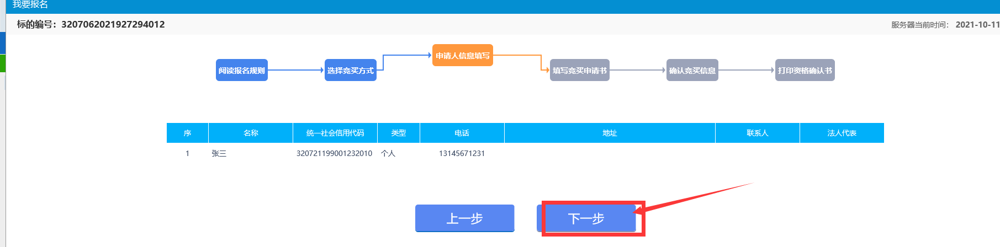 我要报名
标的编号：3207062021927294012
服务器当前时间： 2021-10-11
申请人信息填写
阅读报名规则 选择竞买方式 填写竞买申请书 确认竞买信息 打印资格确认书
序 名称 统一社会信用代码 类型 电话 地址 联系人 法人代表
1 张三 320721199001232010 个人 13145671231
上一步 下一步